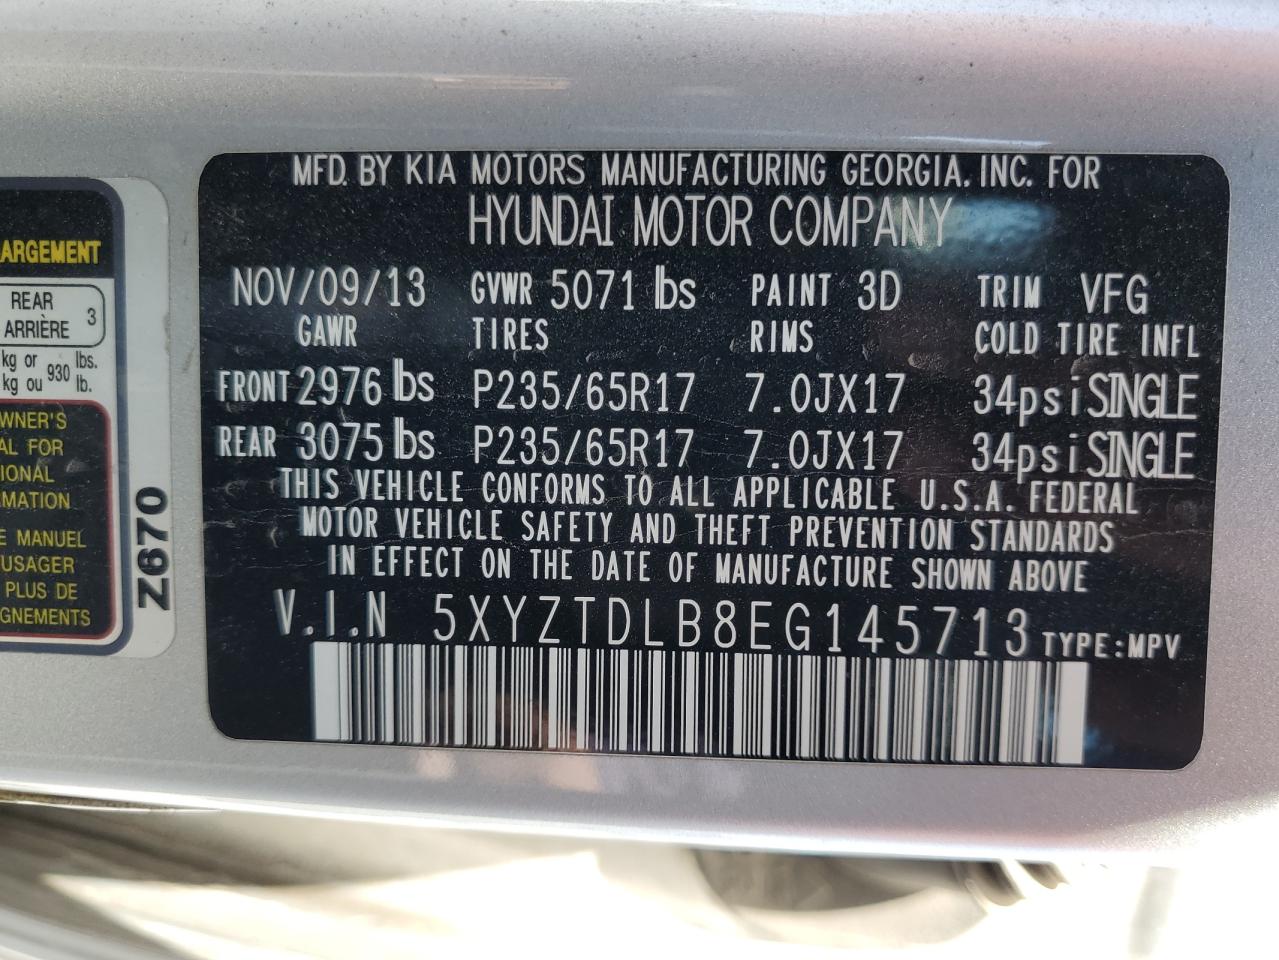 MFD. BY KIA MOTORS MANUFACTURING GEORGIA, INC. FOR
HYUNDAI MOTOR COMPANY
NOV/09/13 GVWR 5071 lbs PAINT 3D TRIM VFG
GAWR TIRES RIMS COLD TIRE INFL
FRONT 2976 lbs P235/65R17 7.0JX17 34psi SINGLE
REAR 3075 lbs P235/65R17 7.0JX17 34psi SINGLE
THIS VEHICLE CONFORMS TO ALL APPLICABLE U.S.A. FEDERAL
MOTOR VEHICLE SAFETY AND THEFT PREVENTION STANDARDS
IN EFFECT ON THE DATE OF MANUFACTURE SHOWN ABOVE
V.I.N 5XYZTDLB8EG145713 TYPE:MPV
ARGEMENT
REAR
ARRIÈRE 3
kg or 930 lbs.
kg ou lb.
WNER'S
AL FOR
IONAL
RMATION
E MANUEL
USAGER
PLUS DE
GNEMENTS
Z670